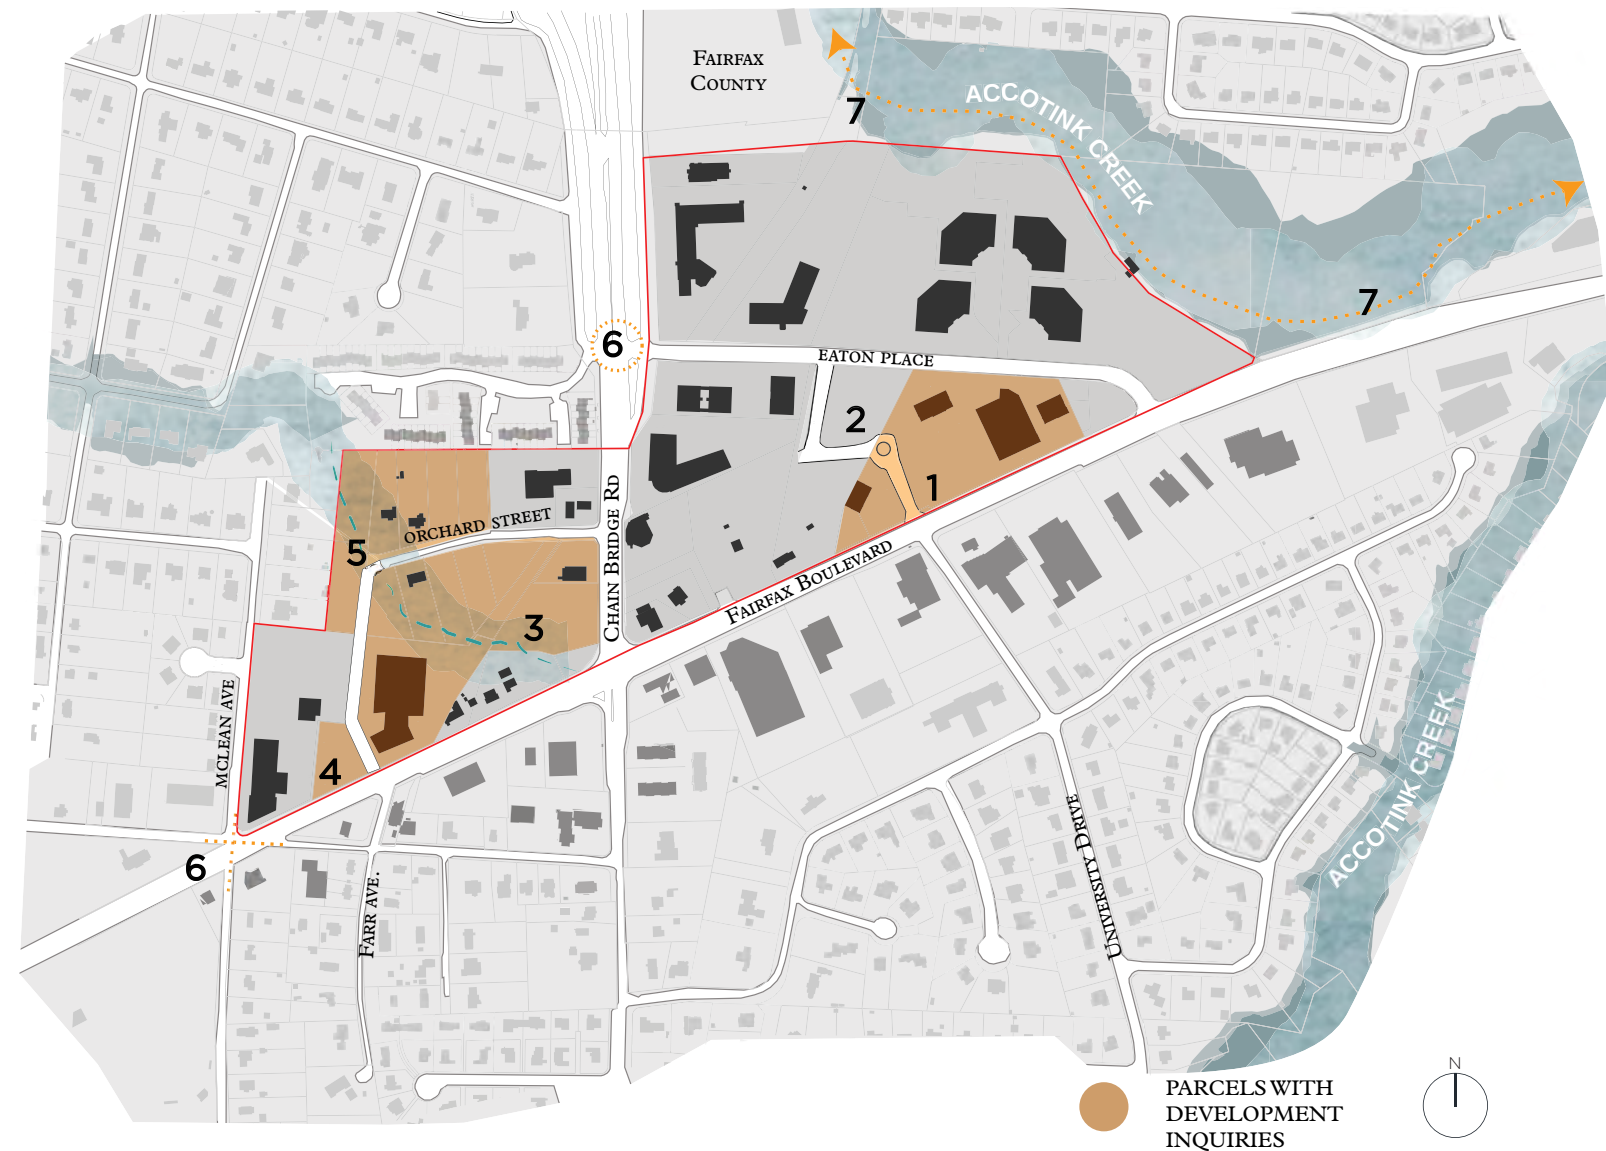 FAIRFAX
COUNTY
7
ACCOTINK CREEK
7
6
EATON PLACE
2
1
CHAIN BRIDGE RD
ORCHARD STREET
5
FAIRFAX BOULEVARD
3
MCLEAN AVE
4
6
FARR AVE.
UNIVERSITY DRIVE
ACCOTINK CREEK
N
PARCELS WITH
DEVELOPMENT
INQUIRIES